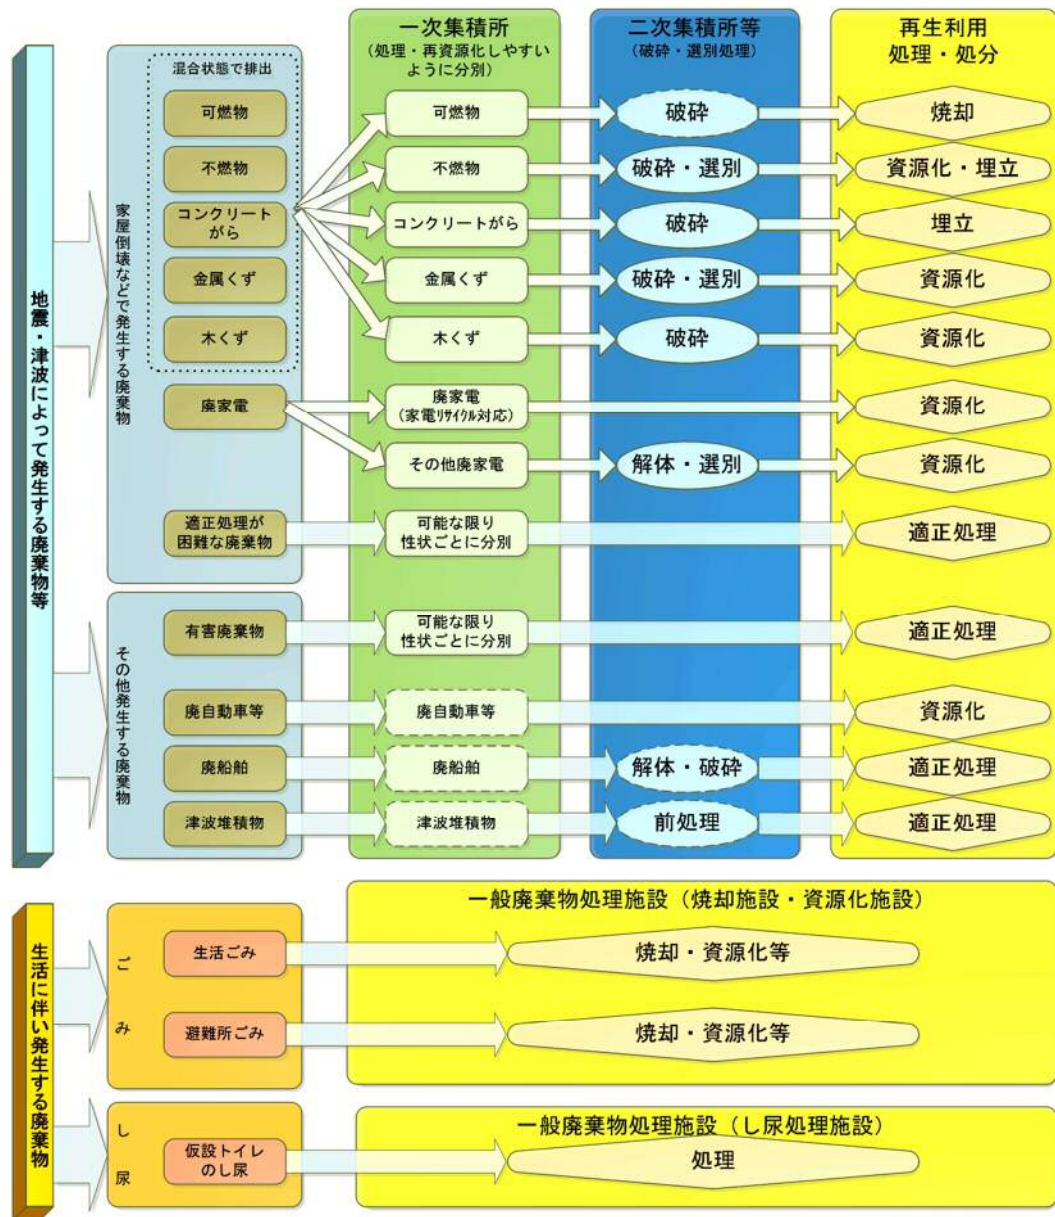 地震・津波によって発生する廃棄物等
家屋倒壊などで発生する廃棄物
混合状態で排出
可燃物
不燃物
コンクリート
がら
金属くず
木くず
廃家電
適正処理が
困難な廃棄物
その他発生する廃棄物
有害廃棄物
廃自動車等
廃船舶
津波堆積物
一次集積所
(処理・再資源化しやすい
ように分別)
可燃物
不燃物
コンクリートがら
金属くず
木くず
廃家電
(家電ﾘｻｲｸﾙ対応)
その他廃家電
可能な限り
性状ごとに分別
可能な限り
性状ごとに分別
廃自動車等
廃船舶
津波堆積物
二次集積所等
(破砕・選別処理)
破砕
破砕・選別
破砕
破砕・選別
破砕
解体・選別
解体・破砕
前処理
再生利用
処理・処分
焼却
資源化・埋立
埋立
資源化
資源化
資源化
資源化
適正処理
適正処理
資源化
適正処理
適正処理
生活に伴い発生する廃棄物
ごみ
生活ごみ
避難所ごみ
一般廃棄物処理施設（焼却施設・資源化施設）
焼却・資源化等
焼却・資源化等
し尿
仮設トイレ
のし尿
一般廃棄物処理施設（し尿処理施設）
処理